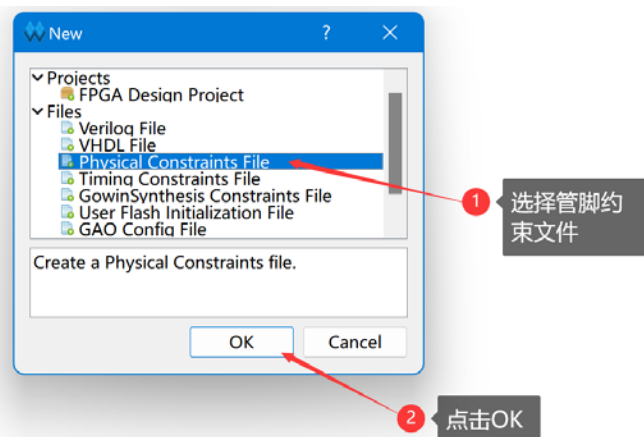 New
?
Projects
FPGA Design Project
Files
Verilog File
VHDL File
Physical Constraints File
Timing Constraints File
GowinSynthesis Constraints File
User Flash Initialization File
GAO Config File
Create a Physical Constraints file.
OK
Cancel
1
选择管脚约
束文件
2
点击OK